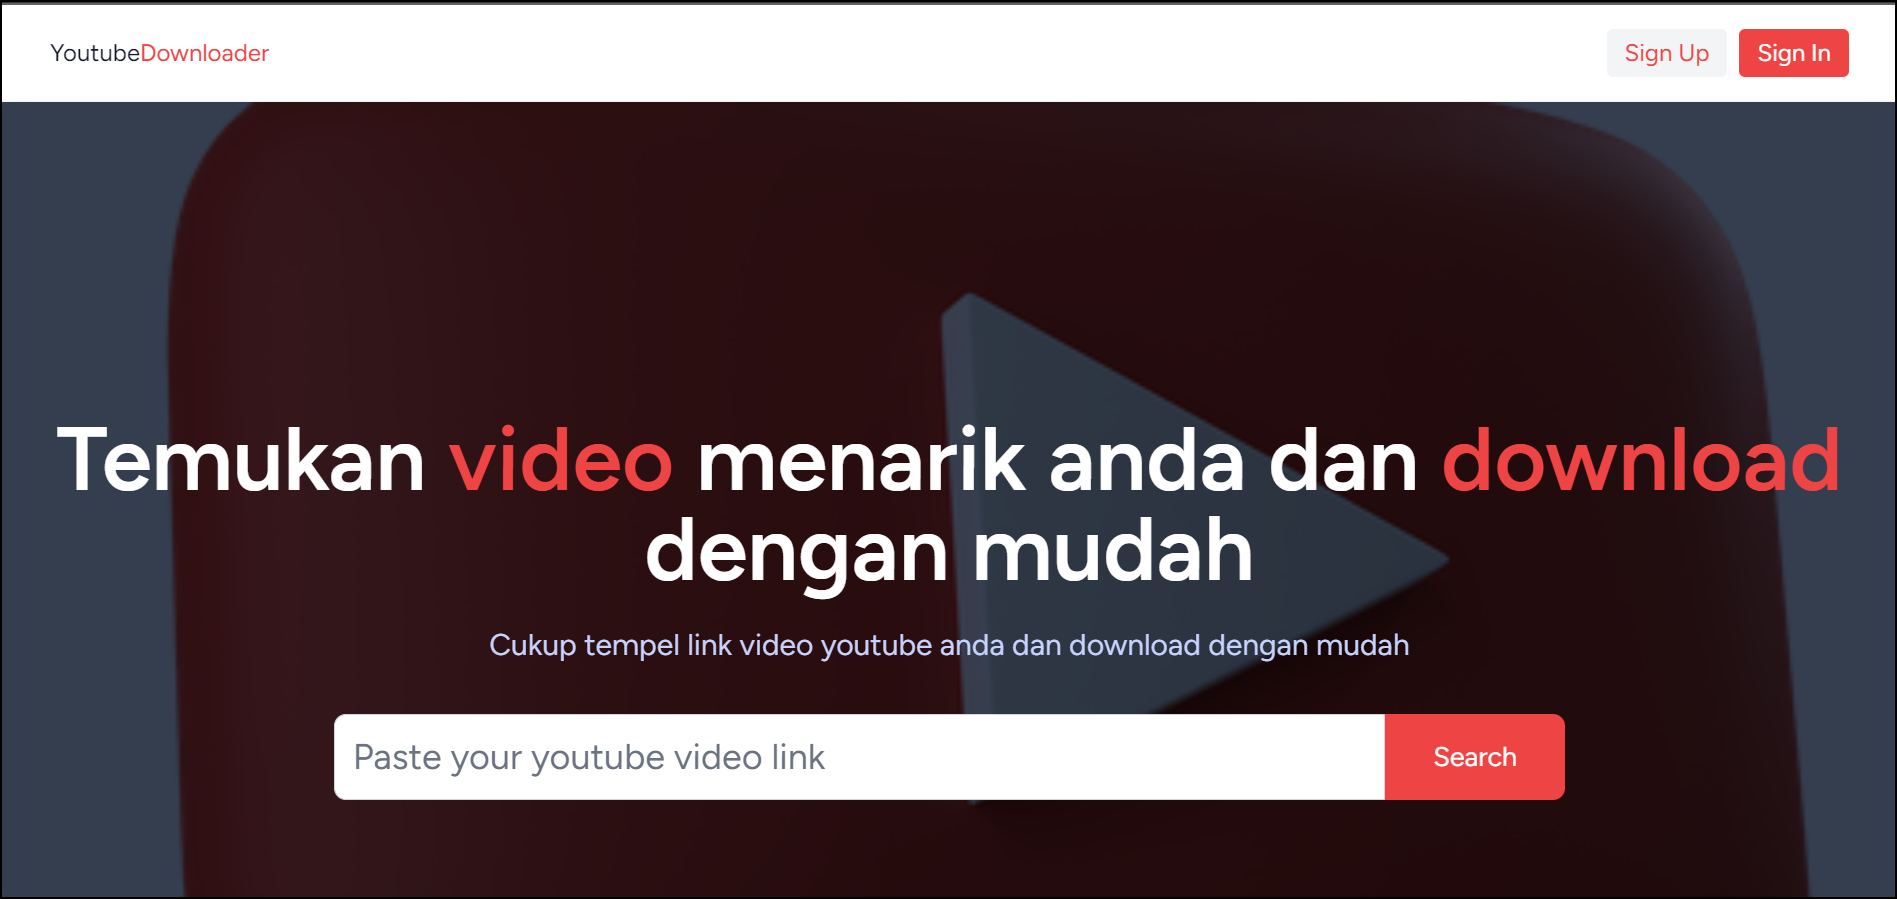 YoutubeDownloader
Sign Up
Sign In
Temukan video menarik anda dan download
dengan mudah
Cukup tempel link video youtube anda dan download dengan mudah
Paste your youtube video link
Search